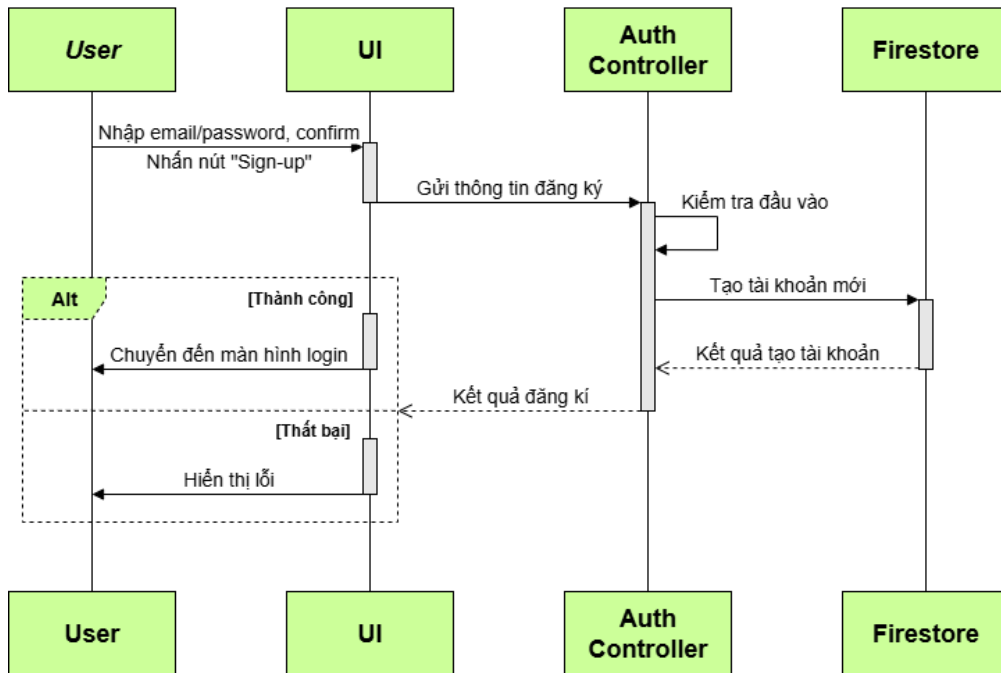 User
UI
Auth
Controller
Firestore
Nhập email/password, confirm
Nhấn nút "Sign-up"
Gửi thông tin đăng ký
Kiểm tra đầu vào
Alt
[Thành công]
Tạo tài khoản mới
Chuyển đến màn hình login
Kết quả tạo tài khoản
Kết quả đăng kí
[Thất bại]
Hiển thị lỗi
User
UI
Auth
Controller
Firestore